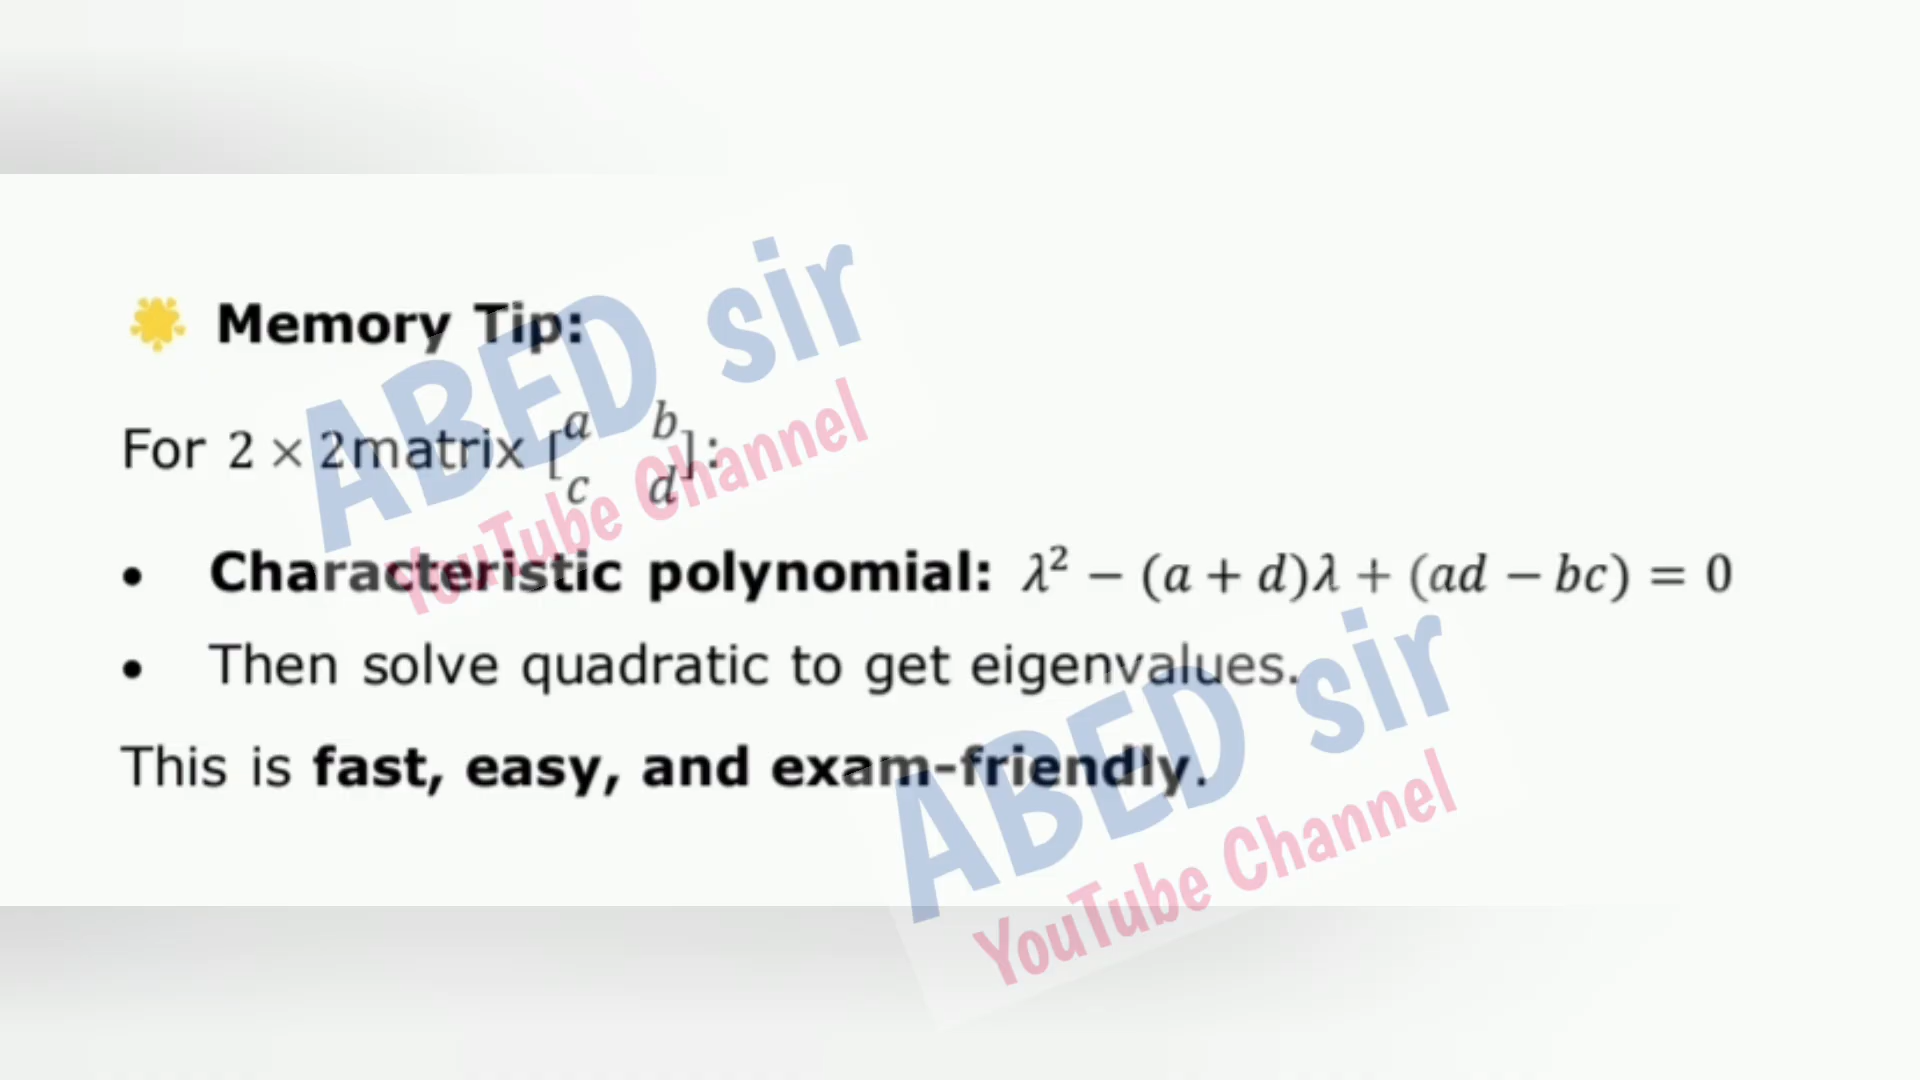 🌟 Memory Tip:
For 2 × 2matrix [a b
c d]:
• Characteristic polynomial: λ² − (a + d)λ + (ad − bc) = 0
• Then solve quadratic to get eigenvalues.
This is fast, easy, and exam-friendly.
ABED sir
YouTube Channel
ABED sir
YouTube Channel